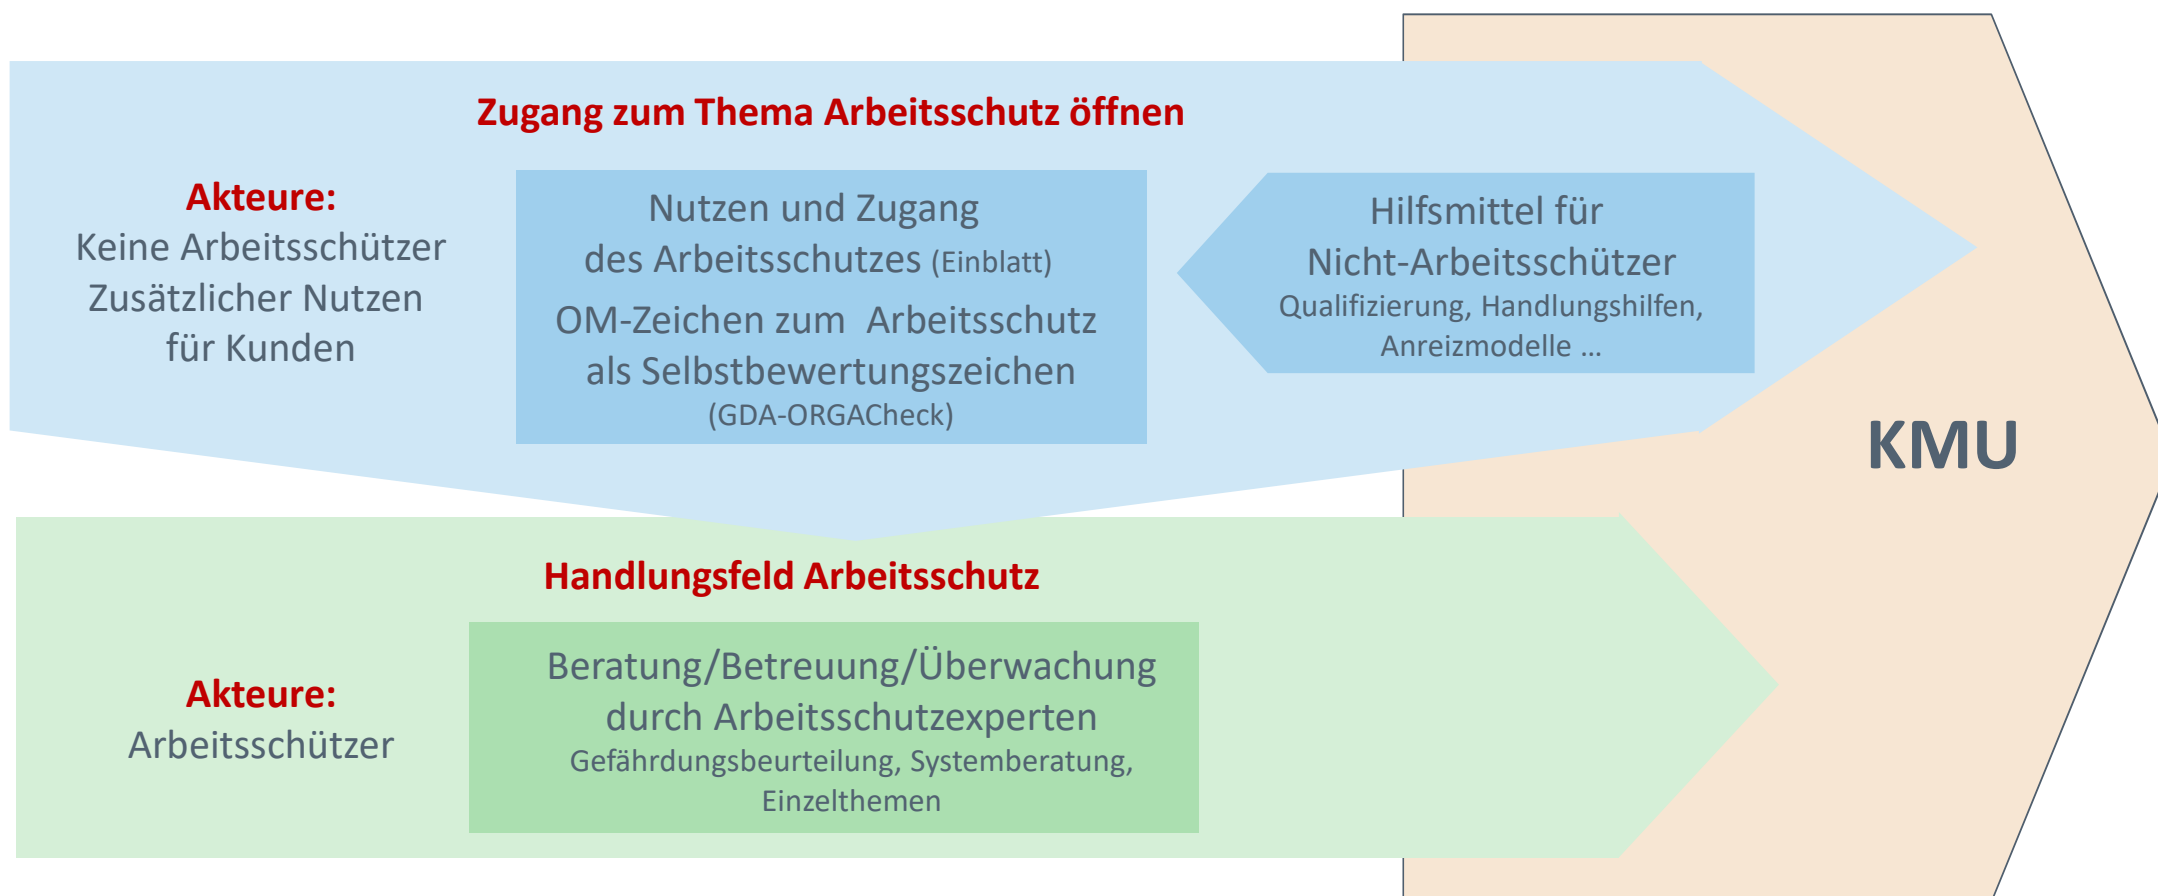 Zugang zum Thema Arbeitsschutz öffnen
Akteure:
Keine Arbeitsschützer
Zusätzlicher Nutzen
für Kunden
Nutzen und Zugang
des Arbeitsschutzes (Einblatt)
OM-Zeichen zum Arbeitsschutz
als Selbstbewertungszeichen
(GDA-ORGACheck)
Hilfsmittel für
Nicht-Arbeitsschützer
Qualifizierung, Handlungshilfen,
Anreizmodelle ...
KMU
Handlungsfeld Arbeitsschutz
Akteure:
Arbeitsschützer
Beratung/Betreuung/Überwachung
durch Arbeitsschutzexperten
Gefährdungsbeurteilung, Systemberatung,
Einzelthemen